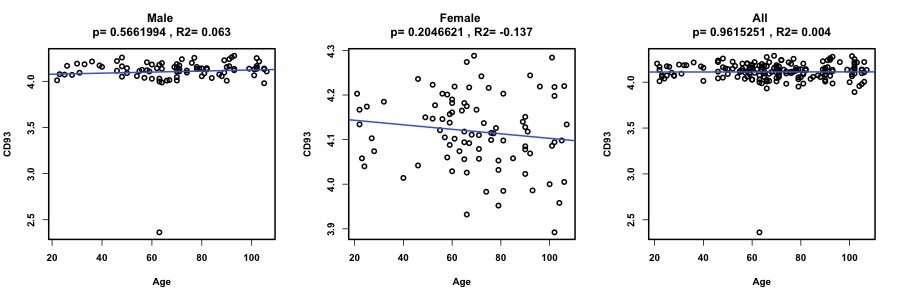 Male
p= 0.5661994 , R2= 0.063
CD93
4.0
3.5
3.0
2.5
20 40 60 80 100
Age
Female
p= 0.2046621 , R2= -0.137
CD93
4.3
4.2
4.1
4.0
3.9
20 40 60 80 100
Age
All
p= 0.9615251 , R2= 0.004
CD93
4.0
3.5
3.0
2.5
20 40 60 80 100
Age